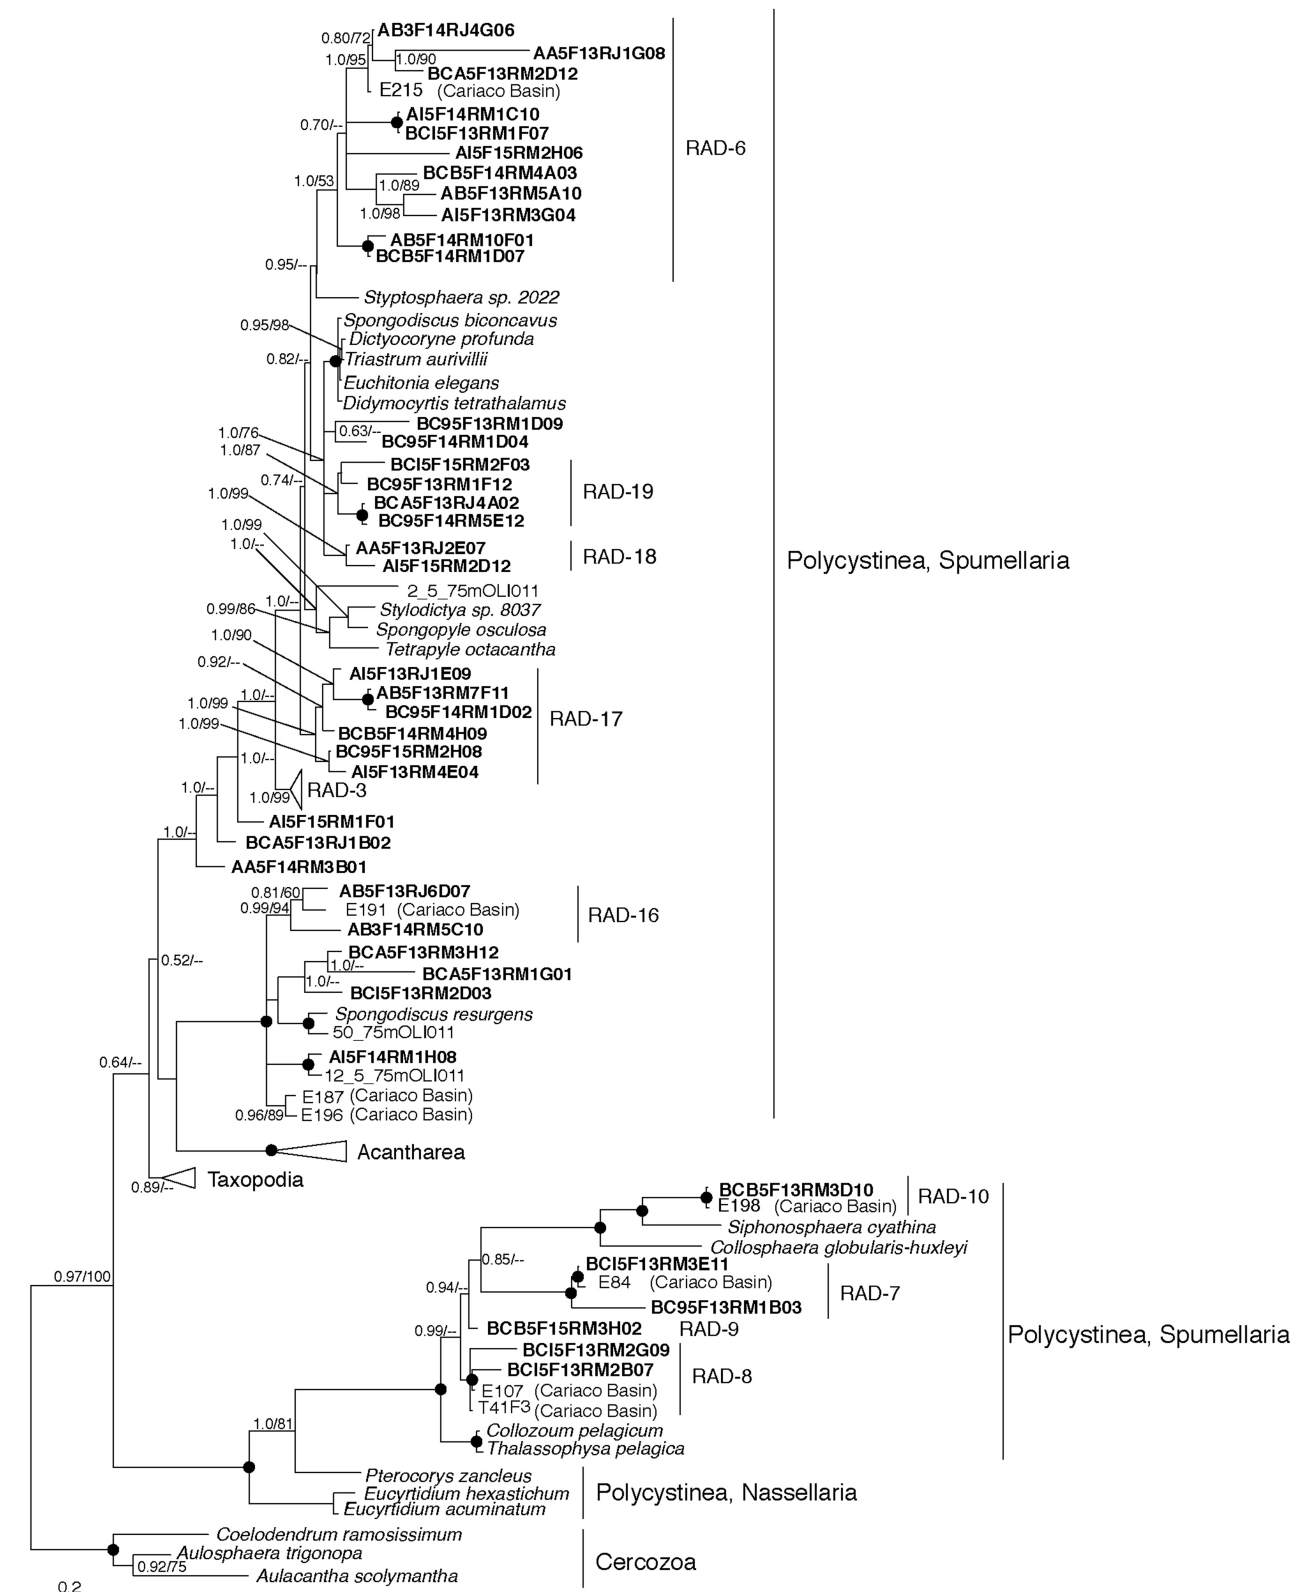 AB3F14RJ4G06
0.80/72
AA5F13RJ1G08
1.0/95
1.0/90
BCA5F13RM2D12
E215 (Cariaco Basin)
AI5F14RM1C10
0.70/--
BCI5F13RM1F07
RAD-6
AI5F15RM2H06
BCB5F14RM4A03
1.0/53
1.0/89
AB5F13RM5A10
1.0/98
AI5F13RM3G04
AB5F14RM10F01
BCB5F14RM1D07
0.95/--
Styptosphaera sp. 2022
Spongodiscus biconcavus
0.95/98
Dictyocoryne profunda
0.82/--
Triastrum aurivillii
Euchitonia elegans
Didymocyrtis tetrathalamus
BC95F13RM1D09
1.0/76
0.63/--
BC95F14RM1D04
1.0/87
BCI5F15RM2F03
0.74/--
BC95F13RM1F12
RAD-19
1.0/99
BCA5F13RJ4A02
BC95F14RM5E12
1.0/99
1.0/--
AA5F13RJ2E07
RAD-18
AI5F15RM2D12
Polycystinea, Spumellaria
2_5_75mOLI011
1.0/--
0.99/86
Stylodictya sp. 8037
Spongopyle osculosa
1.0/90
Tetrapyle octacantha
0.92/--
AI5F13RJ1E09
1.0/--
AB5F13RM7F11
1.0/99
BC95F14RM1D02
RAD-17
1.0/99
BCB5F14RM4H09
BC95F15RM2H08
1.0/--
AI5F13RM4E04
1.0/--
1.0/99
RAD-3
AI5F15RM1F01
1.0/--
BCA5F13RJ1B02
AA5F14RM3B01
0.81/60
AB5F13RJ6D07
0.99/94
E191 (Cariaco Basin)
RAD-16
AB3F14RM5C10
BCA5F13RM3H12
0.52/--
1.0/--
BCA5F13RM1G01
1.0/--
BCI5F13RM2D03
Spongodiscus resurgens
50_75mOLI011
AI5F14RM1H08
0.64/--
12_5_75mOLI011
E187 (Cariaco Basin)
0.96/89
E196 (Cariaco Basin)
Acantharea
Taxopodia
0.89/--
BCB5F13RM3D10
RAD-10
E198 (Cariaco Basin)
Siphonosphaera cyathina
Collosphaera globularis-huxleyi
0.85/--
BCI5F13RM3E11
0.97/100
E84 (Cariaco Basin)
0.94/--
RAD-7
BC95F13RM1B03
0.99/--
BCB5F15RM3H02
RAD-9
Polycystinea, Spumellaria
BCI5F13RM2G09
BCI5F13RM2B07
RAD-8
E107 (Cariaco Basin)
T41F3 (Cariaco Basin)
1.0/81
Collozoum pelagicum
Thalassophysa pelagica
Pterocorys zancleus
Eucyrtidium hexastichum
Polycystinea, Nassellaria
Eucyrtidium acuminatum
Coelodendrum ramosissimum
Aulosphaera trigonopa
0.92/75
Cercozoa
Aulacantha scolymantha
0.2